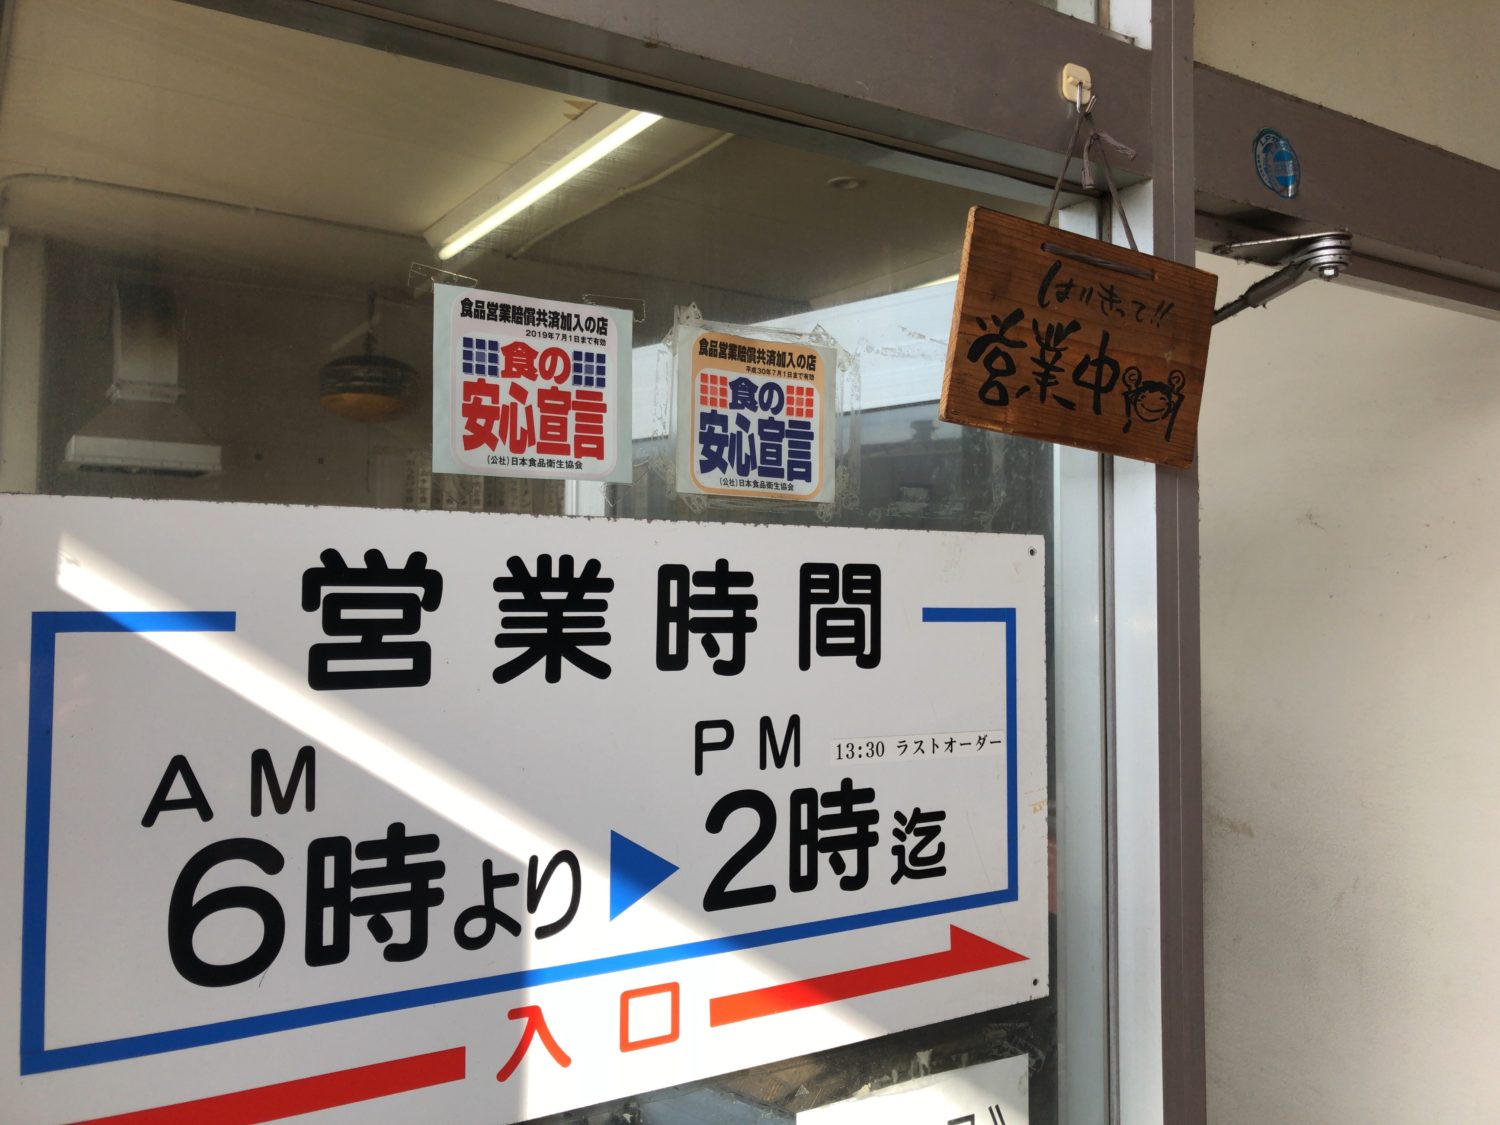 食品営業賠償共済加入の店
2019年7月1日まで有効
食の
安心宣言
(公社)日本食品衛生協会
食品営業賠償共済加入の店
平成30年7月1日まで有効
食の
安心宣言
(公社)日本食品衛生協会
はりきって!!
営業中
営業時間
AM
6時より
PM
13:30 ラストオーダー
2時迄
入口